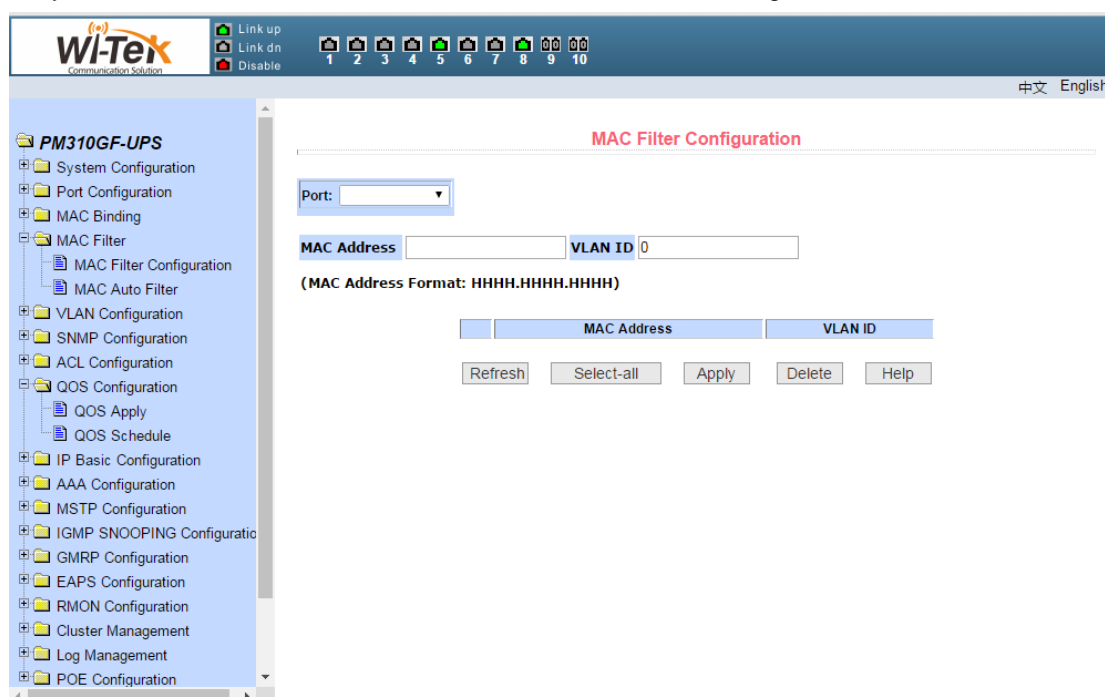 Wi-Tek
Communication Solution
Link up
Link dn
Disable
1 2 3 4 5 6 7 8 9 10
中文 English
PM310GF-UPS
System Configuration
Port Configuration
MAC Binding
MAC Filter
MAC Filter Configuration
MAC Auto Filter
VLAN Configuration
SNMP Configuration
ACL Configuration
QOS Configuration
QOS Apply
QOS Schedule
IP Basic Configuration
AAA Configuration
MSTP Configuration
IGMP SNOOPING Configuratio
GMRP Configuration
EAPS Configuration
RMON Configuration
Cluster Management
Log Management
POE Configuration
MAC Filter Configuration
Port:
MAC Address VLAN ID 0
(MAC Address Format: HHHH.HHHH.HHHH)
MAC Address VLAN ID
Refresh Select-all Apply Delete Help